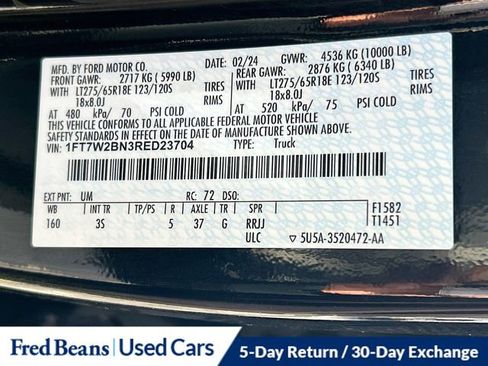 MFD. BY FORD MOTOR CO.
02/24 GVWR: 4536 KG (10000 LB)
FRONT GAWR: 2717 KG (5990 LB) REAR GAWR: 2876 KG (6340 LB)
WITH LT275/65R18E 123/120S TIRES WITH LT275/65R18E 123/120S TIRES
18x8.0J RIMS 18x8.0J RIMS
AT 480 kPa/ 70 PSI COLD AT 520 kPa/ 75 PSI COLD
THIS VEHICLE CONFORMS TO ALL APPLICABLE FEDERAL MOTOR VEHICLE
SAFETY STANDARDS IN EFFECT ON THE DATE OF MANUFACTURE SHOWN ABOVE.
VIN: 1FT7W2BN3RED23704 TYPE: Truck
EXT PNT: UM RC: 72 DSO:
WB INT TR TP/PS R AXLE TR SPR F1582
160 3S 5 37 G RRJJ T1451
ULC ▽ 5U5A-3520472-AA
Fred Beans Used Cars 5-Day Return / 30-Day Exchange